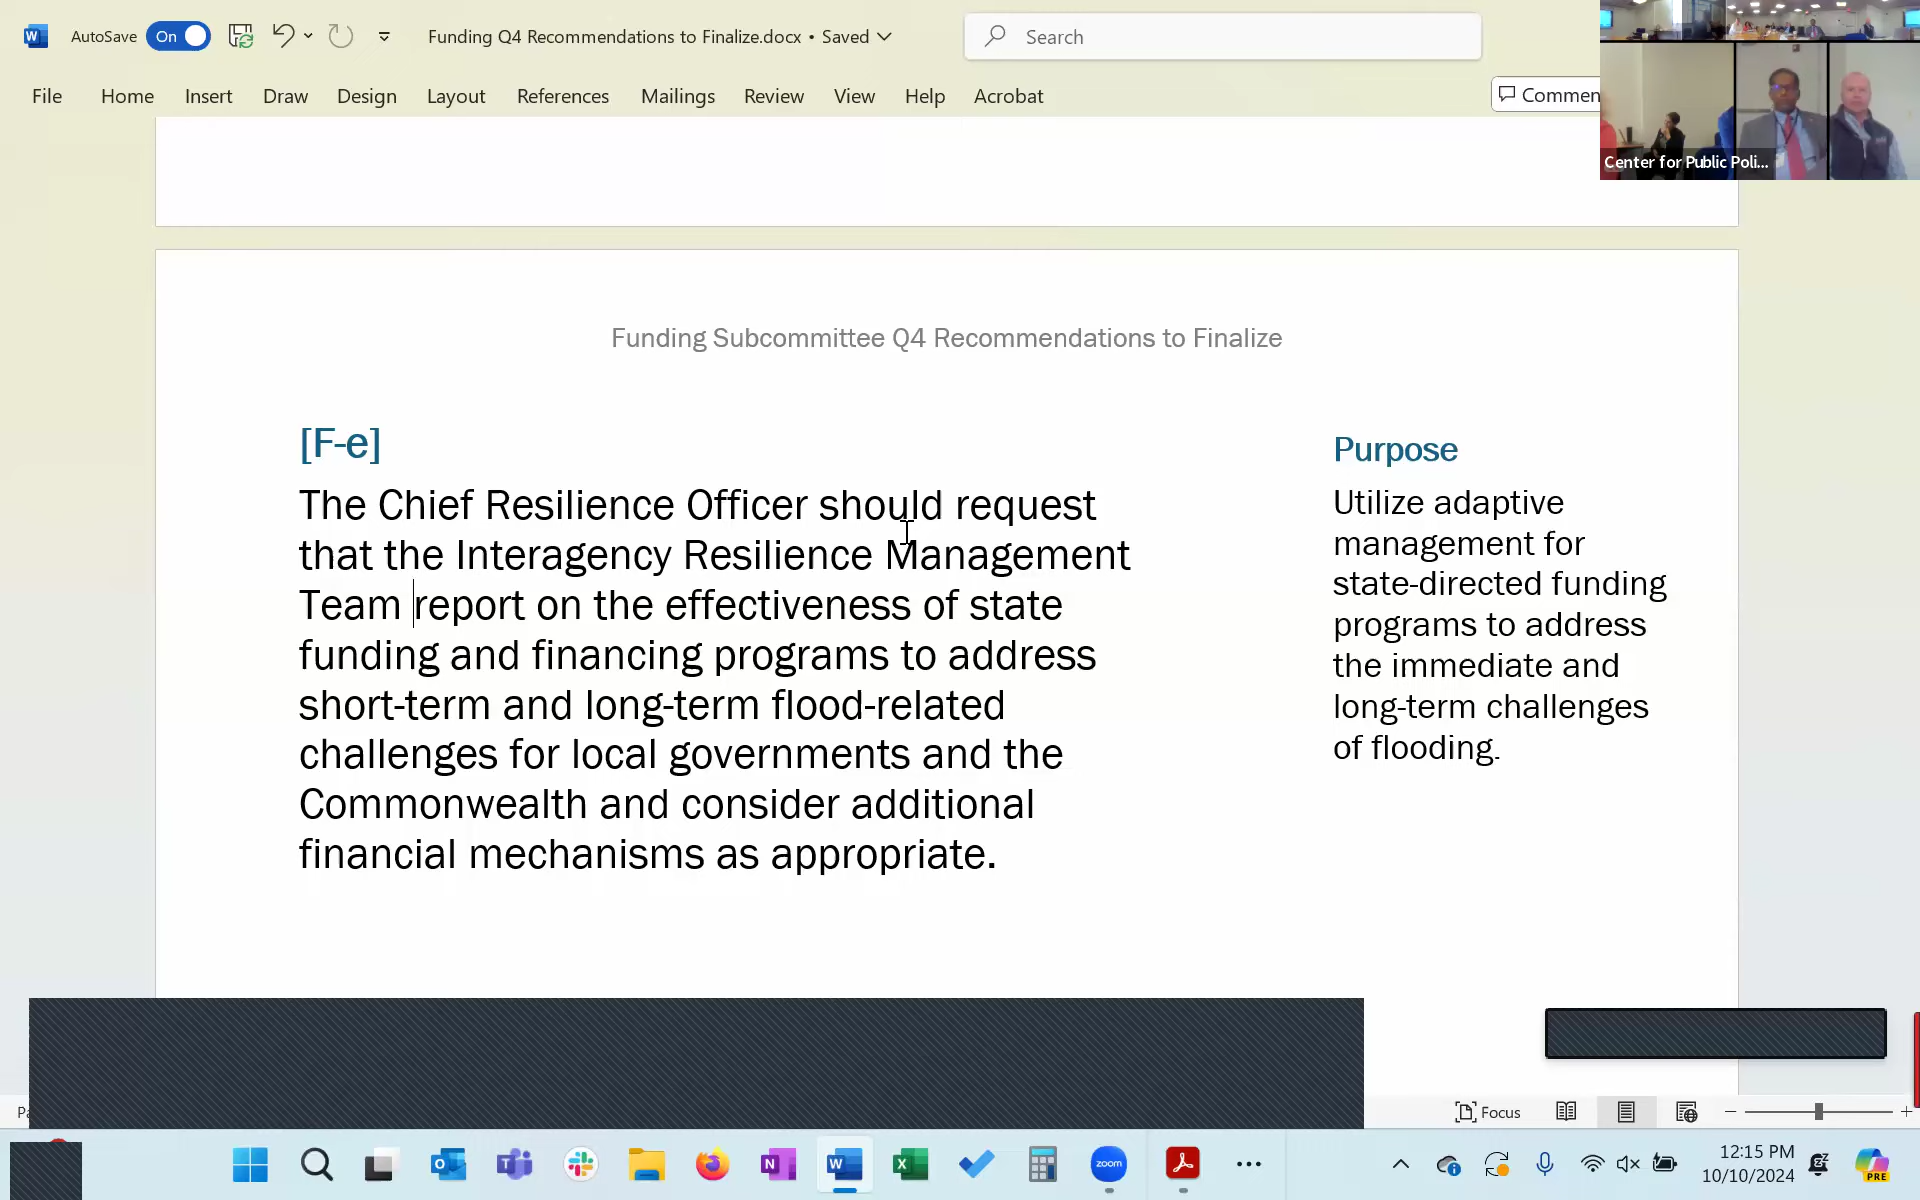 AutoSave On Funding Q4 Recommendations to Finalize.docx • Saved Search
File Home Insert Draw Design Layout References Mailings Review View Help Acrobat Commen
Center for Public Poli...
Funding Subcommittee Q4 Recommendations to Finalize
[F-e]
The Chief Resilience Officer should request
that the Interagency Resilience Management
Team report on the effectiveness of state
funding and financing programs to address
short-term and long-term flood-related
challenges for local governments and the
Commonwealth and consider additional
financial mechanisms as appropriate.
Purpose
Utilize adaptive
management for
state-directed funding
programs to address
the immediate and
long-term challenges
of flooding.
Pa
Focus
zoom
12:15 PM
10/10/2024
PRE